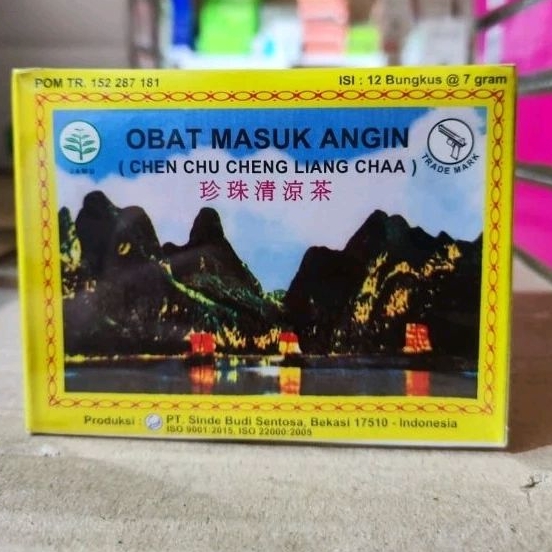 POM TR. 152 287 181
ISI : 12 Bungkus @ 7 gram
JAMU
OBAT MASUK ANGIN
( CHEN CHU CHENG LIANG CHAA )
珍珠清涼茶
TRADE MARK
Produksi : PT. Sinde Budi Sentosa, Bekasi 17510 - Indonesia
ISO 9001:2015, ISO 22000:2005